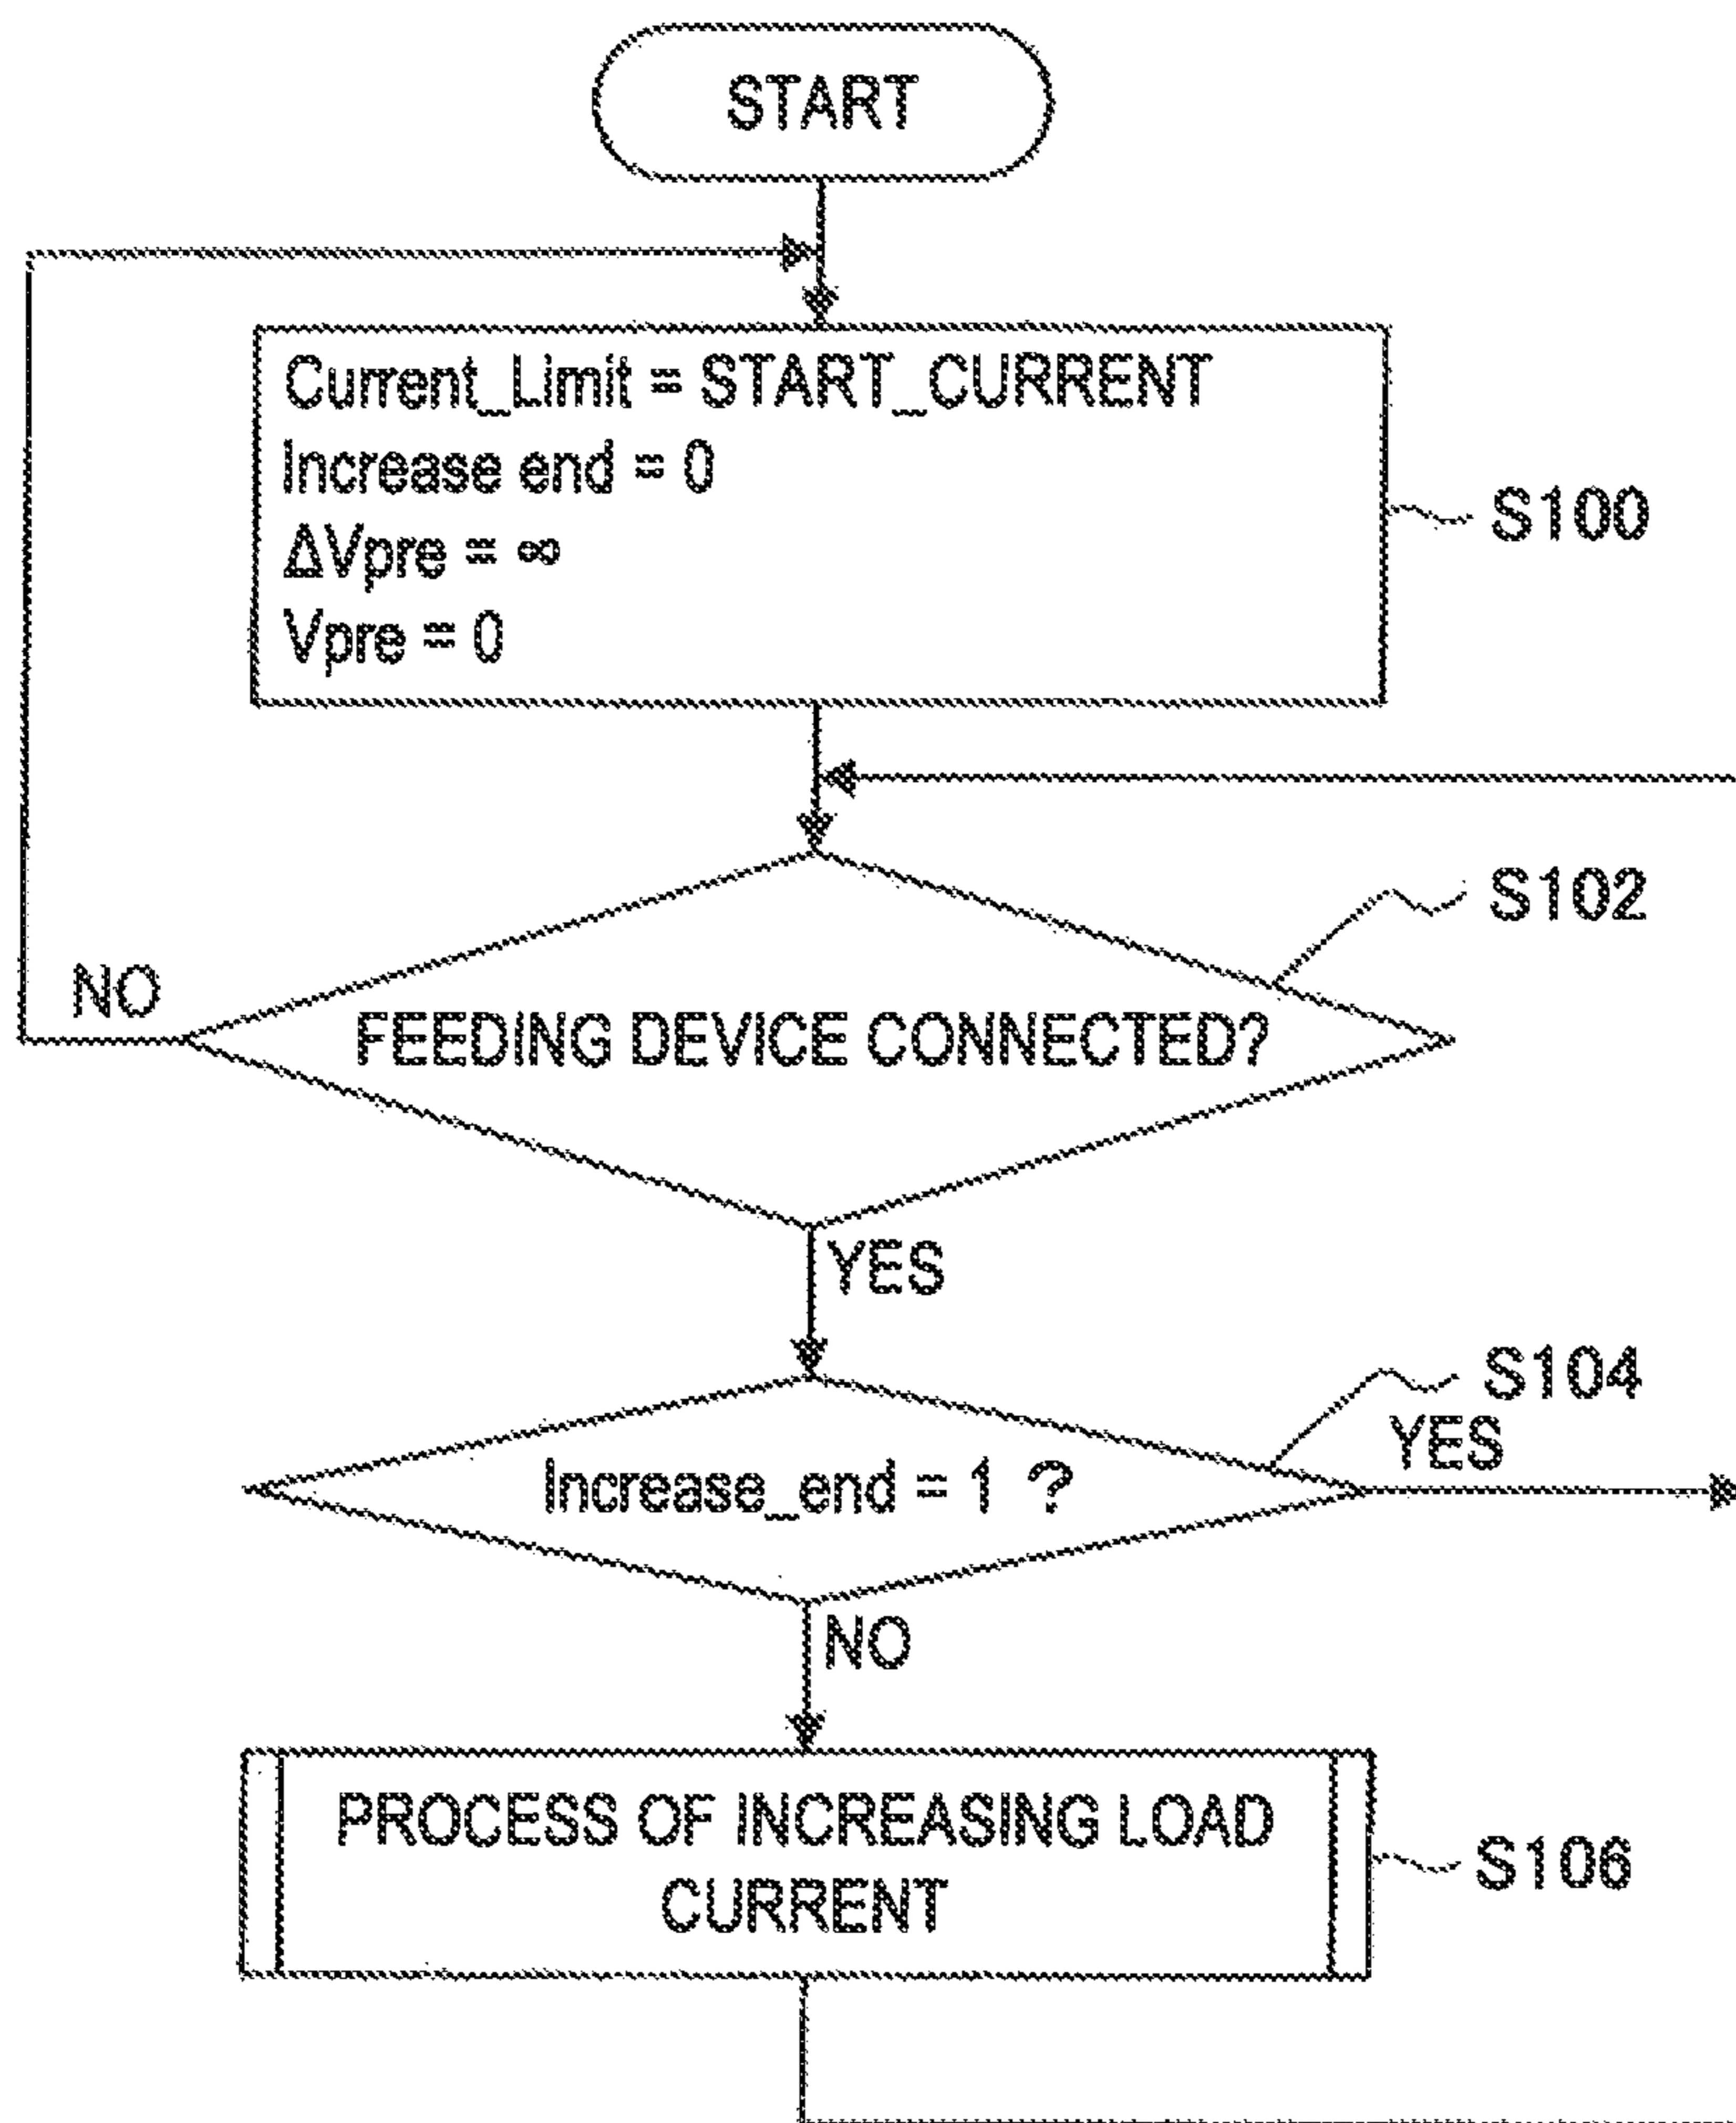 START
Current_Limit = START_CURRENT
Increase end = 0
ΔVpre = ∞
Vpre = 0
S100
S102
NO
FEEDING DEVICE CONNECTED?
YES
S104
YES
Increase_end = 1 ?
NO
PROCESS OF INCREASING LOAD
CURRENT
S106